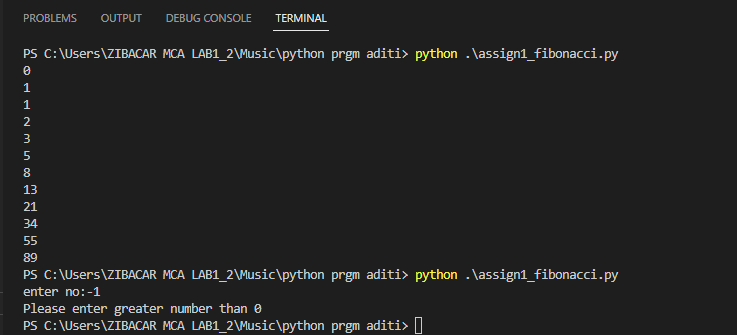 PROBLEMS OUTPUT DEBUG CONSOLE TERMINAL
PS C:\Users\ZIBACAR MCA LAB1_2\Music\python prgm aditi> python .\assign1_fibonacci.py
0
1
1
2
3
5
8
13
21
34
55
89
PS C:\Users\ZIBACAR MCA LAB1_2\Music\python prgm aditi> python .\assign1_fibonacci.py
enter no:-1
Please enter greater number than 0
PS C:\Users\ZIBACAR MCA LAB1_2\Music\python prgm aditi>